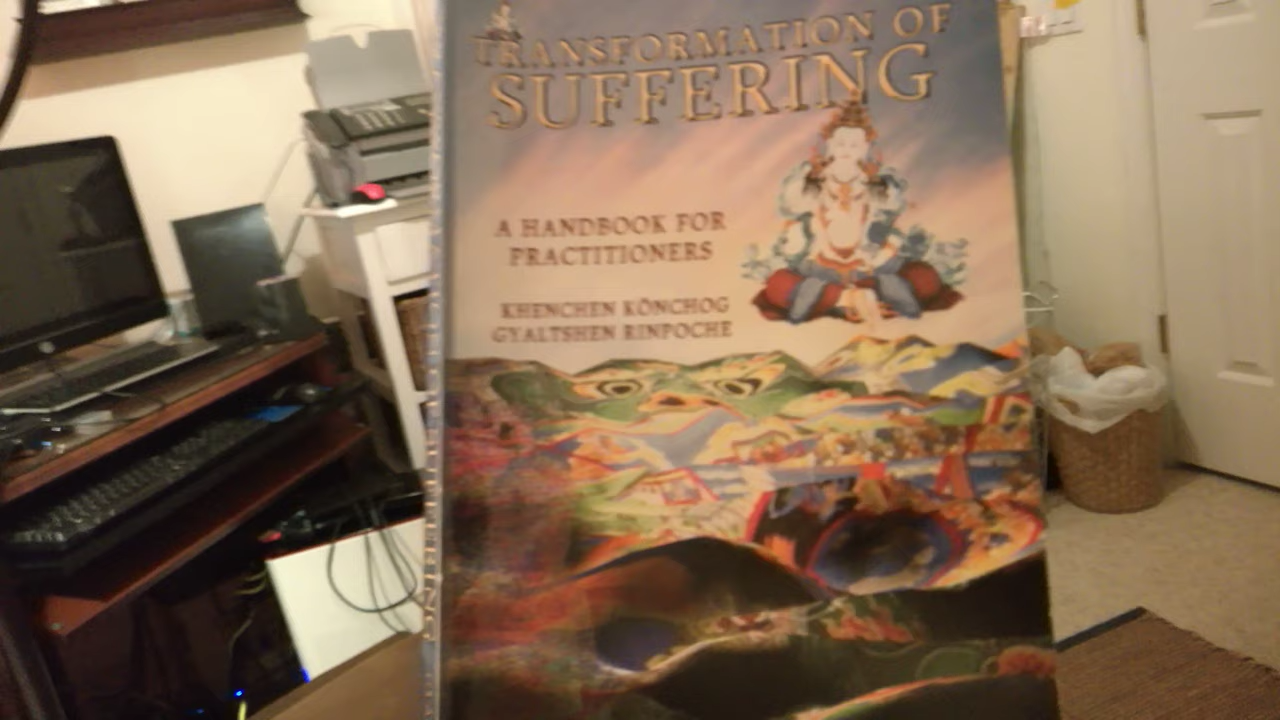 TRANSFORMATION OF
SUFFERING
A HANDBOOK FOR
PRACTITIONERS
KHENCHEN KÖNCHOG
GYALTSHEN RINPOCHE